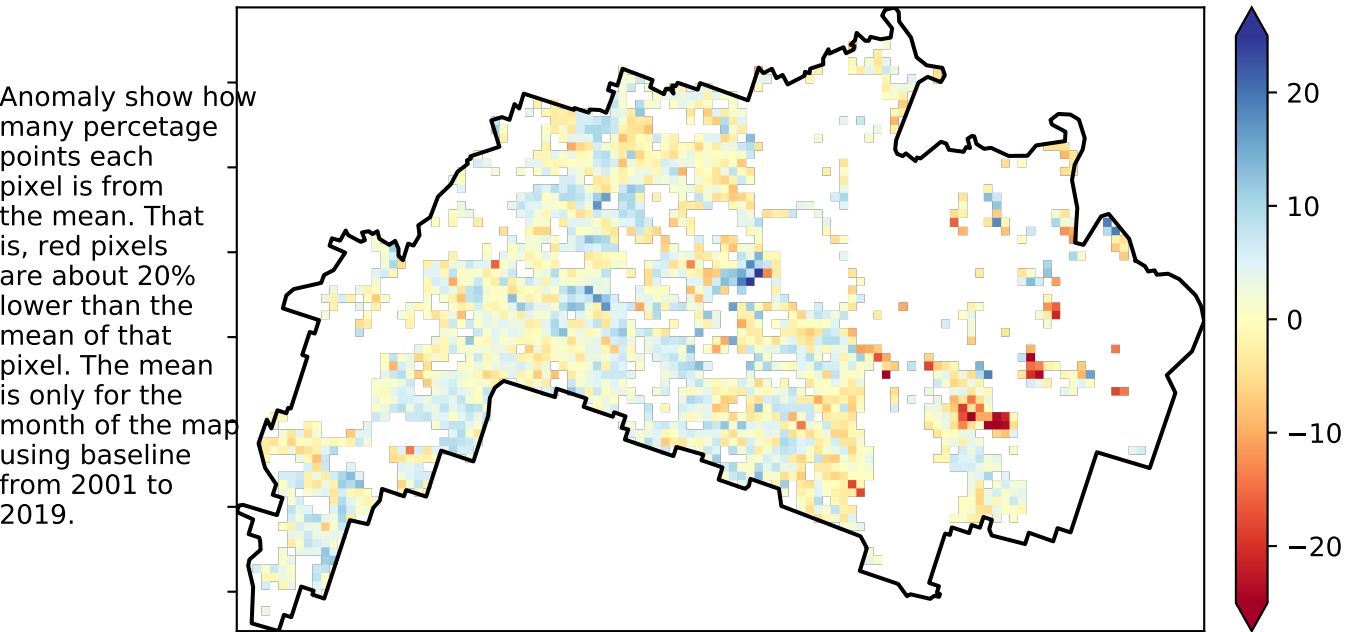 Anomaly show how
many percetage
points each
pixel is from
the mean. That
is, red pixels
are about 20%
lower than the
mean of that
pixel. The mean
is only for the
month of the map
using baseline
from 2001 to
2019.
20
10
0
−10
−20